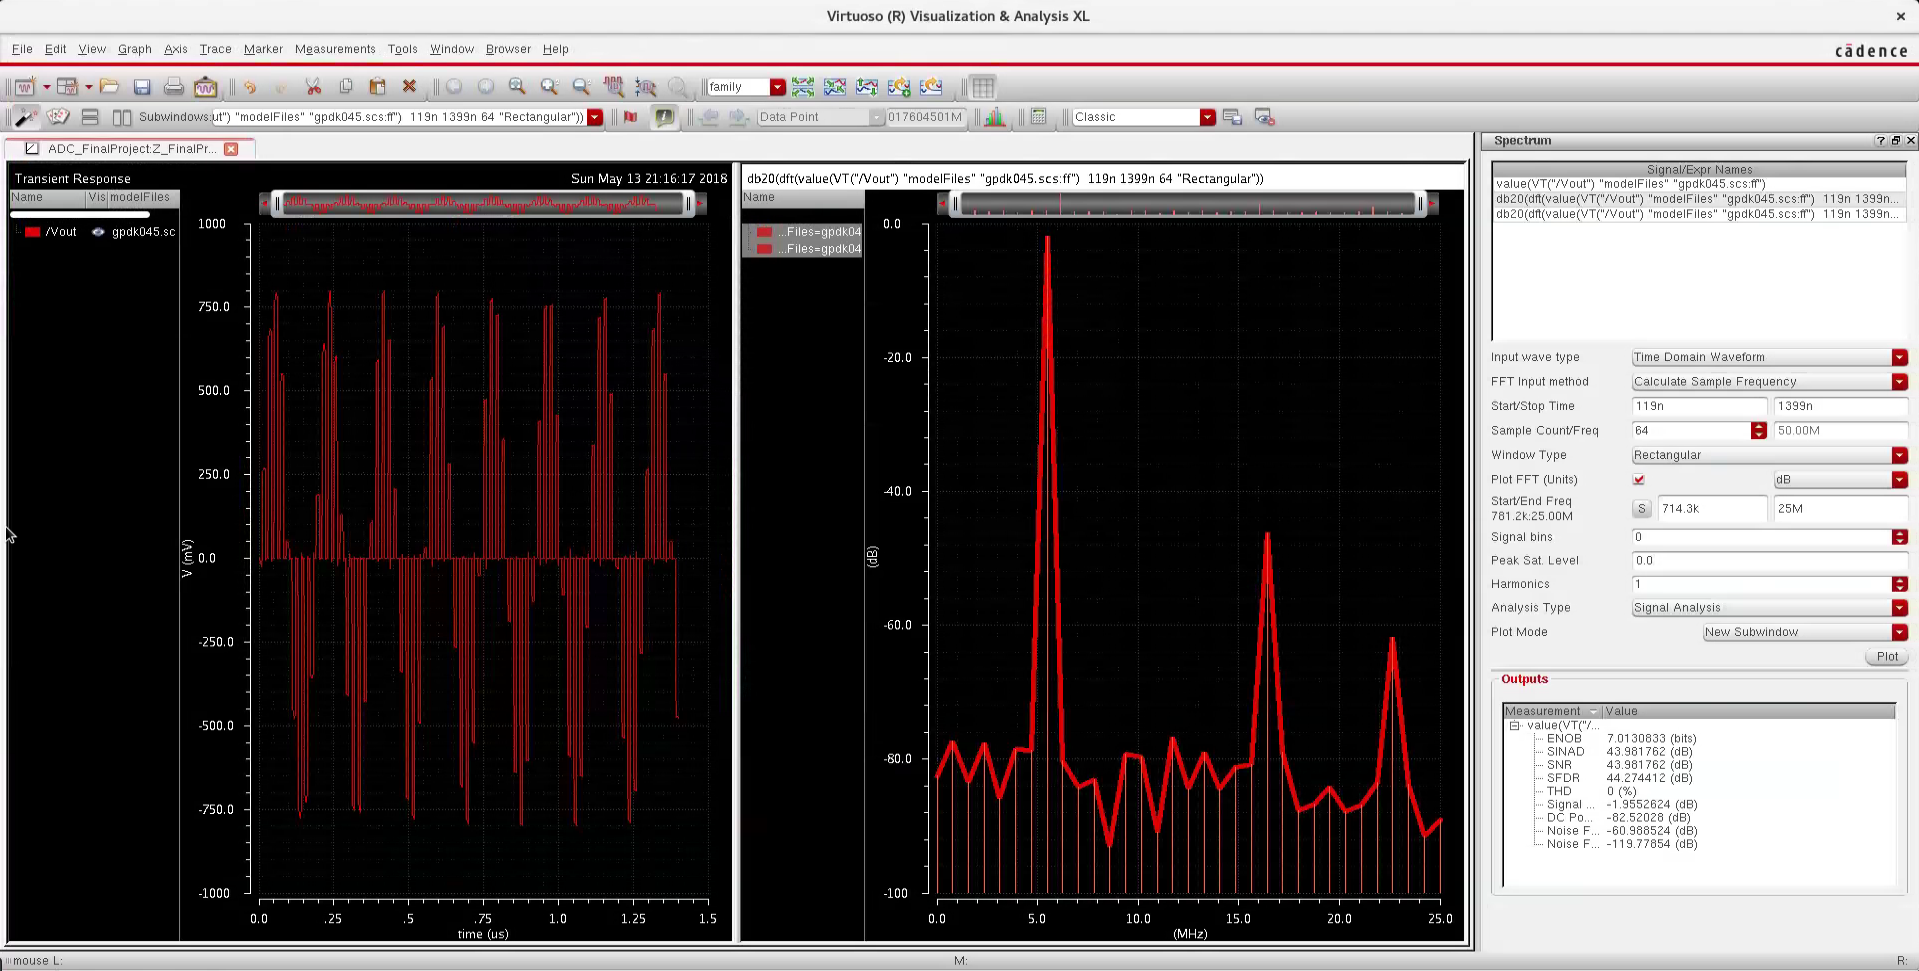 Virtuoso (R) Visualization & Analysis XL
File Edit View Graph Axis Trace Marker Measurements Tools Window Browser Help
cādence
family
Subwindows: ut") "modelFiles" "gpdk045.scs:ff") 119n 1399n 64 "Rectangular"))
Data Point
017604501M
Classic
ADC_FinalProject:Z_FinalPr...
Transient Response
Sun May 13 21:16:17 2018
Name Vis modelFiles
/Vout gpdk045.sc
1000
750.0
500.0
250.0
0.0
-250.0
-500.0
-750.0
-1000
V (mV)
0.0 .25 .5 .75 1.0 1.25 1.5
time (us)
db20(dft(value(VT("/Vout") "modelFiles" "gpdk045.scs:ff") 119n 1399n 64 "Rectangular"))
Name
...Files=gpdk04
...Files=gpdk04
0.0
-20.0
-40.0
-60.0
-80.0
-100
(dB)
0.0 5.0 10.0 15.0 20.0 25.0
(MHz)
Spectrum
Signal/Expr Names
value(VT("/Vout") "modelFiles" "gpdk045.scs:ff")
db20(dft(value(VT("/Vout") "modelFiles" "gpdk045.scs:ff") 119n 1399n...
db20(dft(value(VT("/Vout") "modelFiles" "gpdk045.scs:ff") 119n 1399n...
Input wave type Time Domain Waveform
FFT Input method Calculate Sample Frequency
Start/Stop Time 119n 1399n
Sample Count/Freq 64 50.00M
Window Type Rectangular
Plot FFT (Units) dB
Start/End Freq
781.2k:25.00M S 714.3k 25M
Signal bins 0
Peak Sat. Level 0.0
Harmonics 1
Analysis Type Signal Analysis
Plot Mode New Subwindow
Plot
Outputs
Measurement Value
value(VT("/...
ENOB 7.0130833 (bits)
SINAD 43.981762 (dB)
SNR 43.981762 (dB)
SFDR 44.274412 (dB)
THD 0 (%)
Signal ... -1.9552624 (dB)
DC Po... -82.52028 (dB)
Noise F... -60.988524 (dB)
Noise F... -119.77854 (dB)
mouse L: M: R: